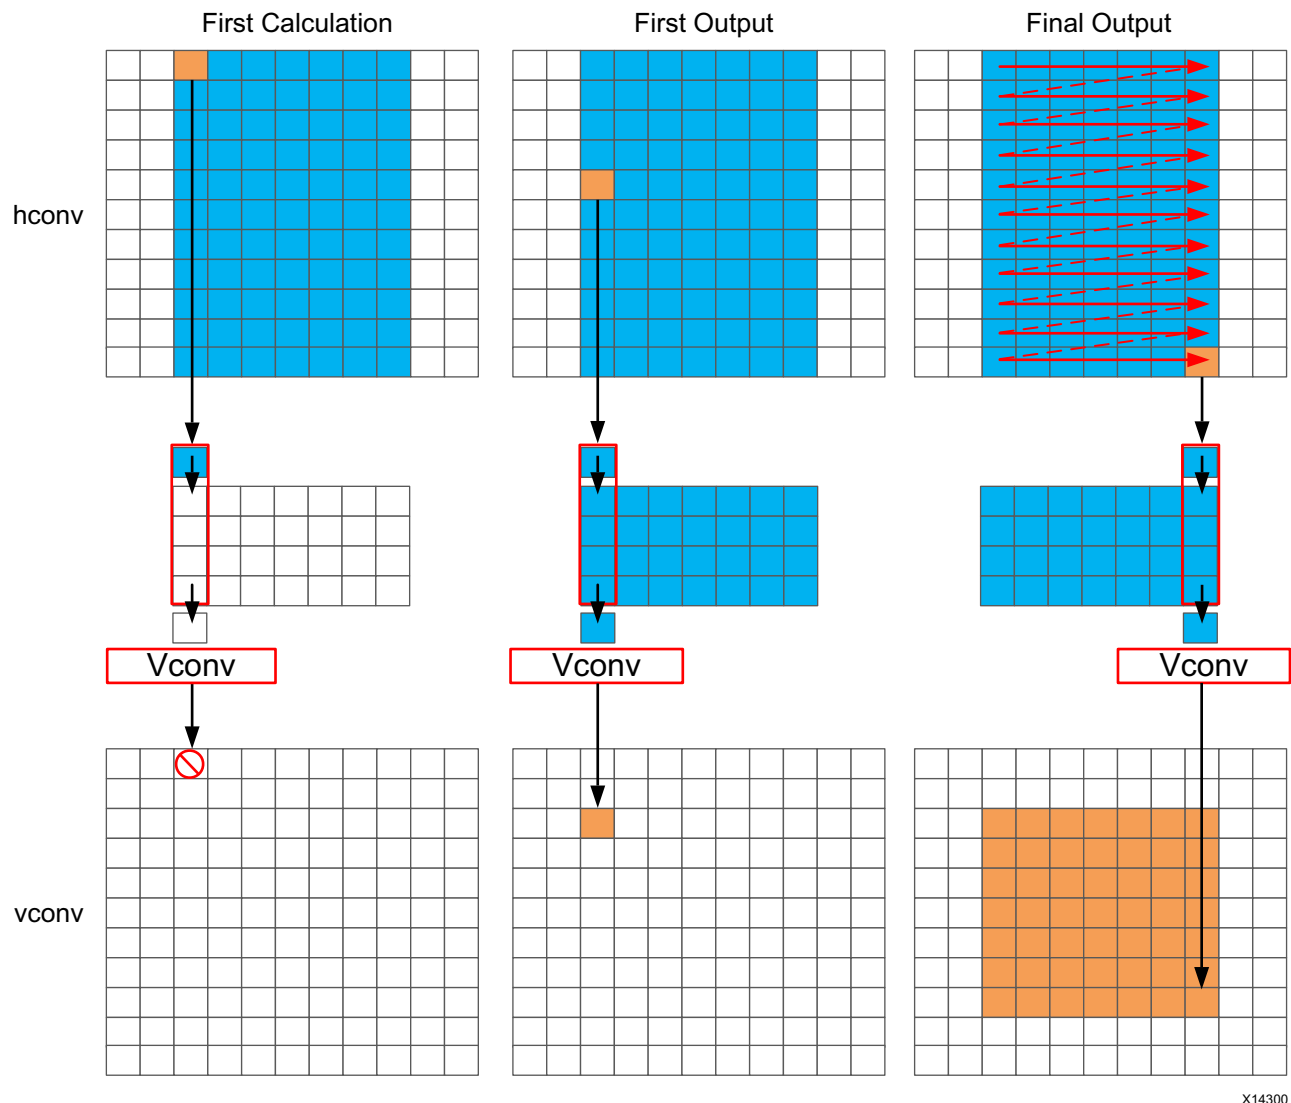 First Calculation
First Output
Final Output
hconv
Vconv
Vconv
Vconv
vconv
X14300